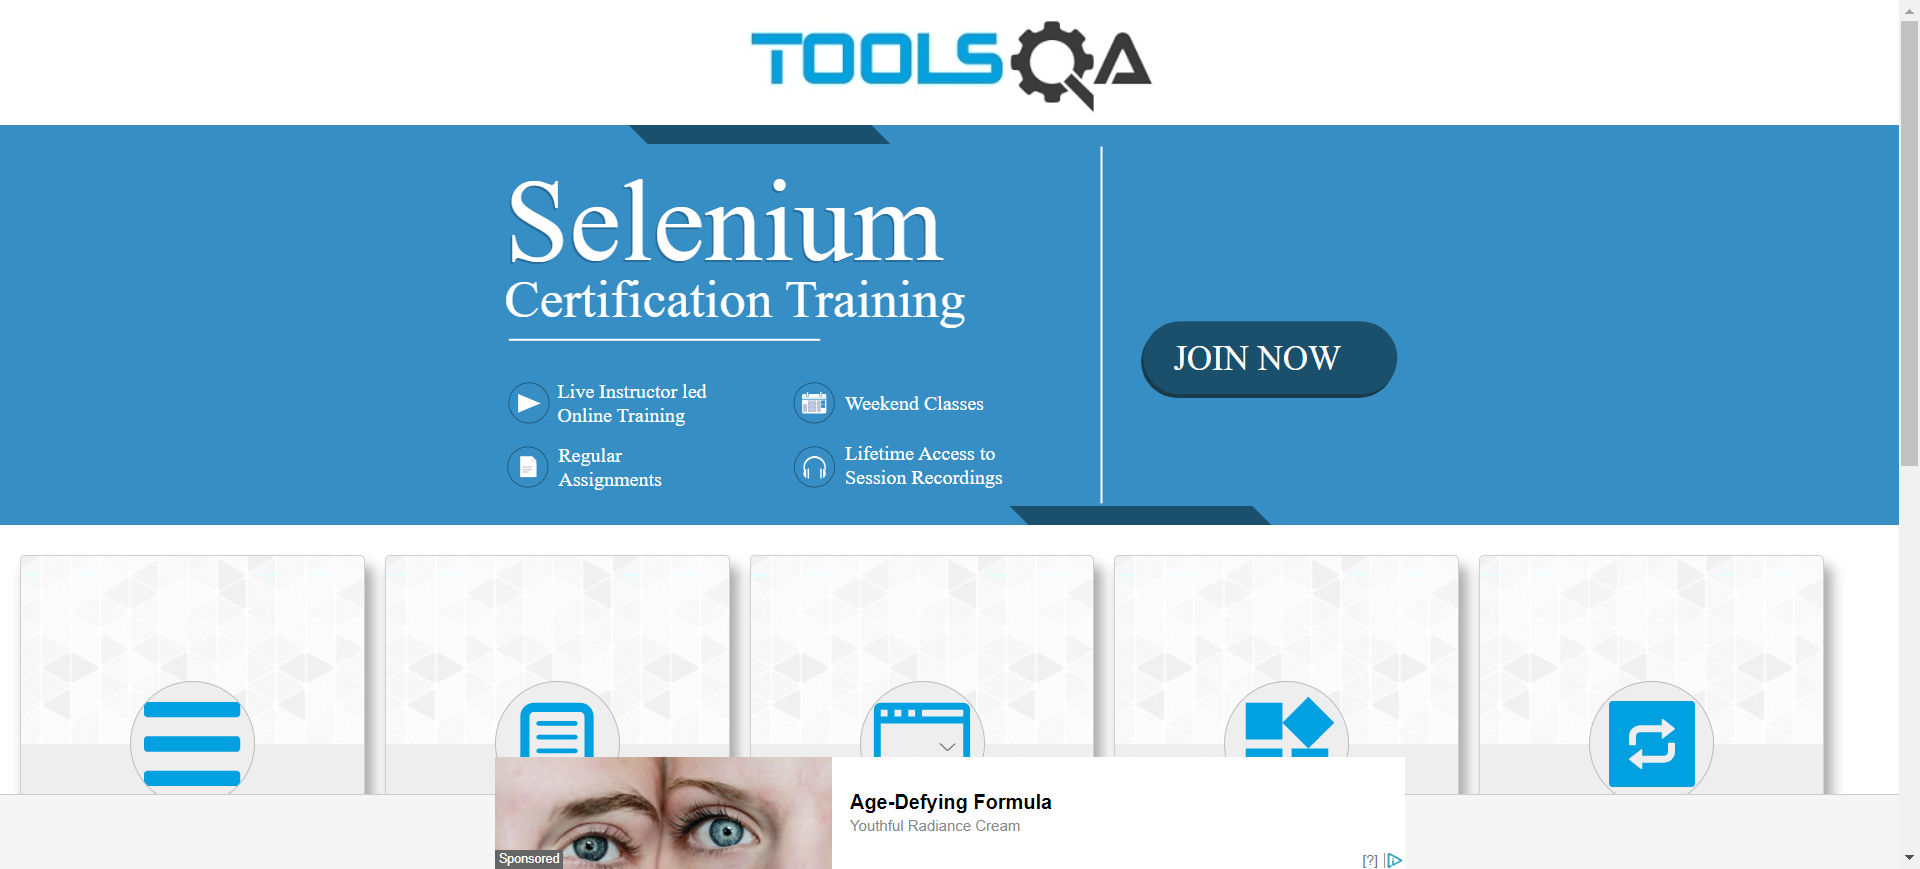 TOOLSQA
Selenium
Certification Training
JOIN NOW
Live Instructor led
Online Training
Weekend Classes
Regular
Assignments
Lifetime Access to
Session Recordings
Age-Defying Formula
Youthful Radiance Cream
Sponsored
[?]